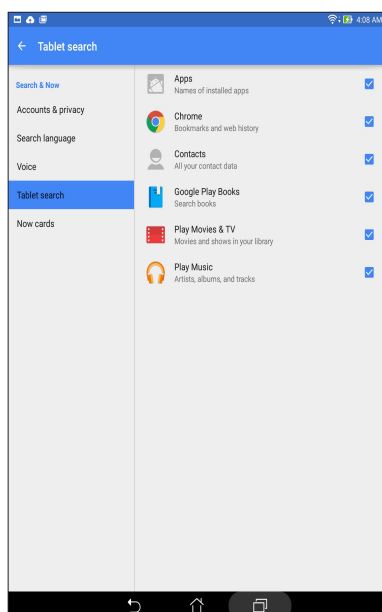 4:08 AM
Tablet search
Search & Now
Accounts & privacy
Search language
Voice
Tablet search
Now cards
Apps
Names of installed apps
Chrome
Bookmarks and web history
Contacts
All your contact data
Google Play Books
Search books
Play Movies & TV
Movies and shows in your library
Play Music
Artists, albums, and tracks